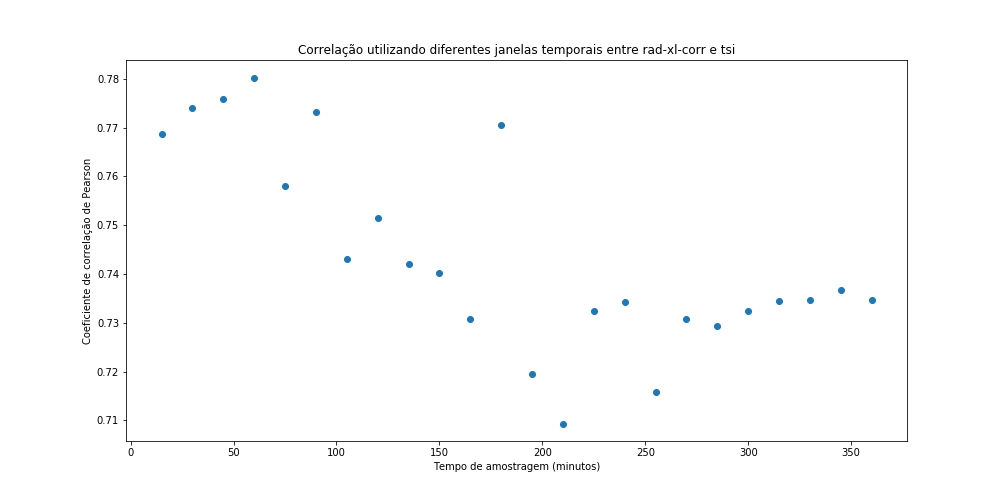 Correlação utilizando diferentes janelas temporais entre rad-xl-corr e tsi
Coeficiente de correlação de Pearson
0.78
0.77
0.76
0.75
0.74
0.73
0.72
0.71
0 50 100 150 200 250 300 350
Tempo de amostragem (minutos)